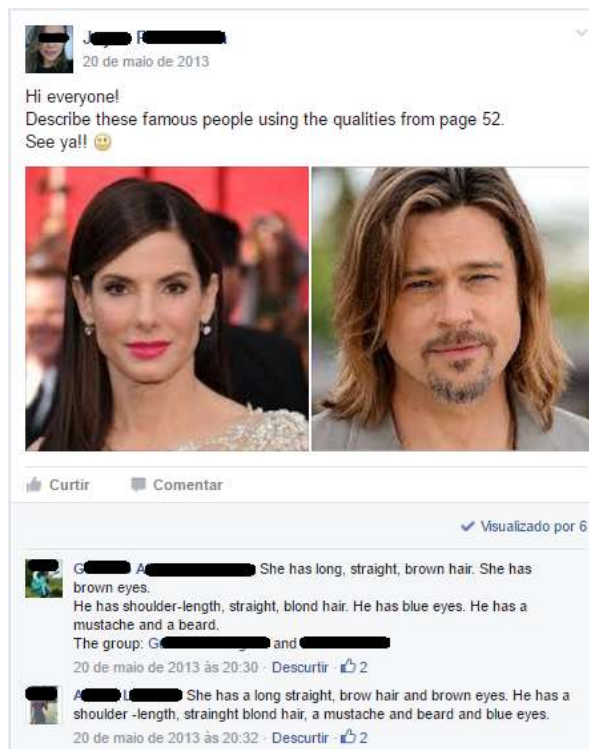 20 de maio de 2013
Hi everyone!
Describe these famous people using the qualities from page 52.
See ya!!
Curtir Comentar
Visualizado por 6
She has long, straight, brown hair. She has
brown eyes.
He has shoulder-length, straight, blond hair. He has blue eyes. He has a
mustache and a beard.
The group: G and
20 de maio de 2013 às 20:30 · Descurtir · 2
She has a long straight, brow hair and brown eyes. He has a
shoulder -length, strainght blond hair, a mustache and beard and blue eyes.
20 de maio de 2013 às 20:32 · Descurtir · 2